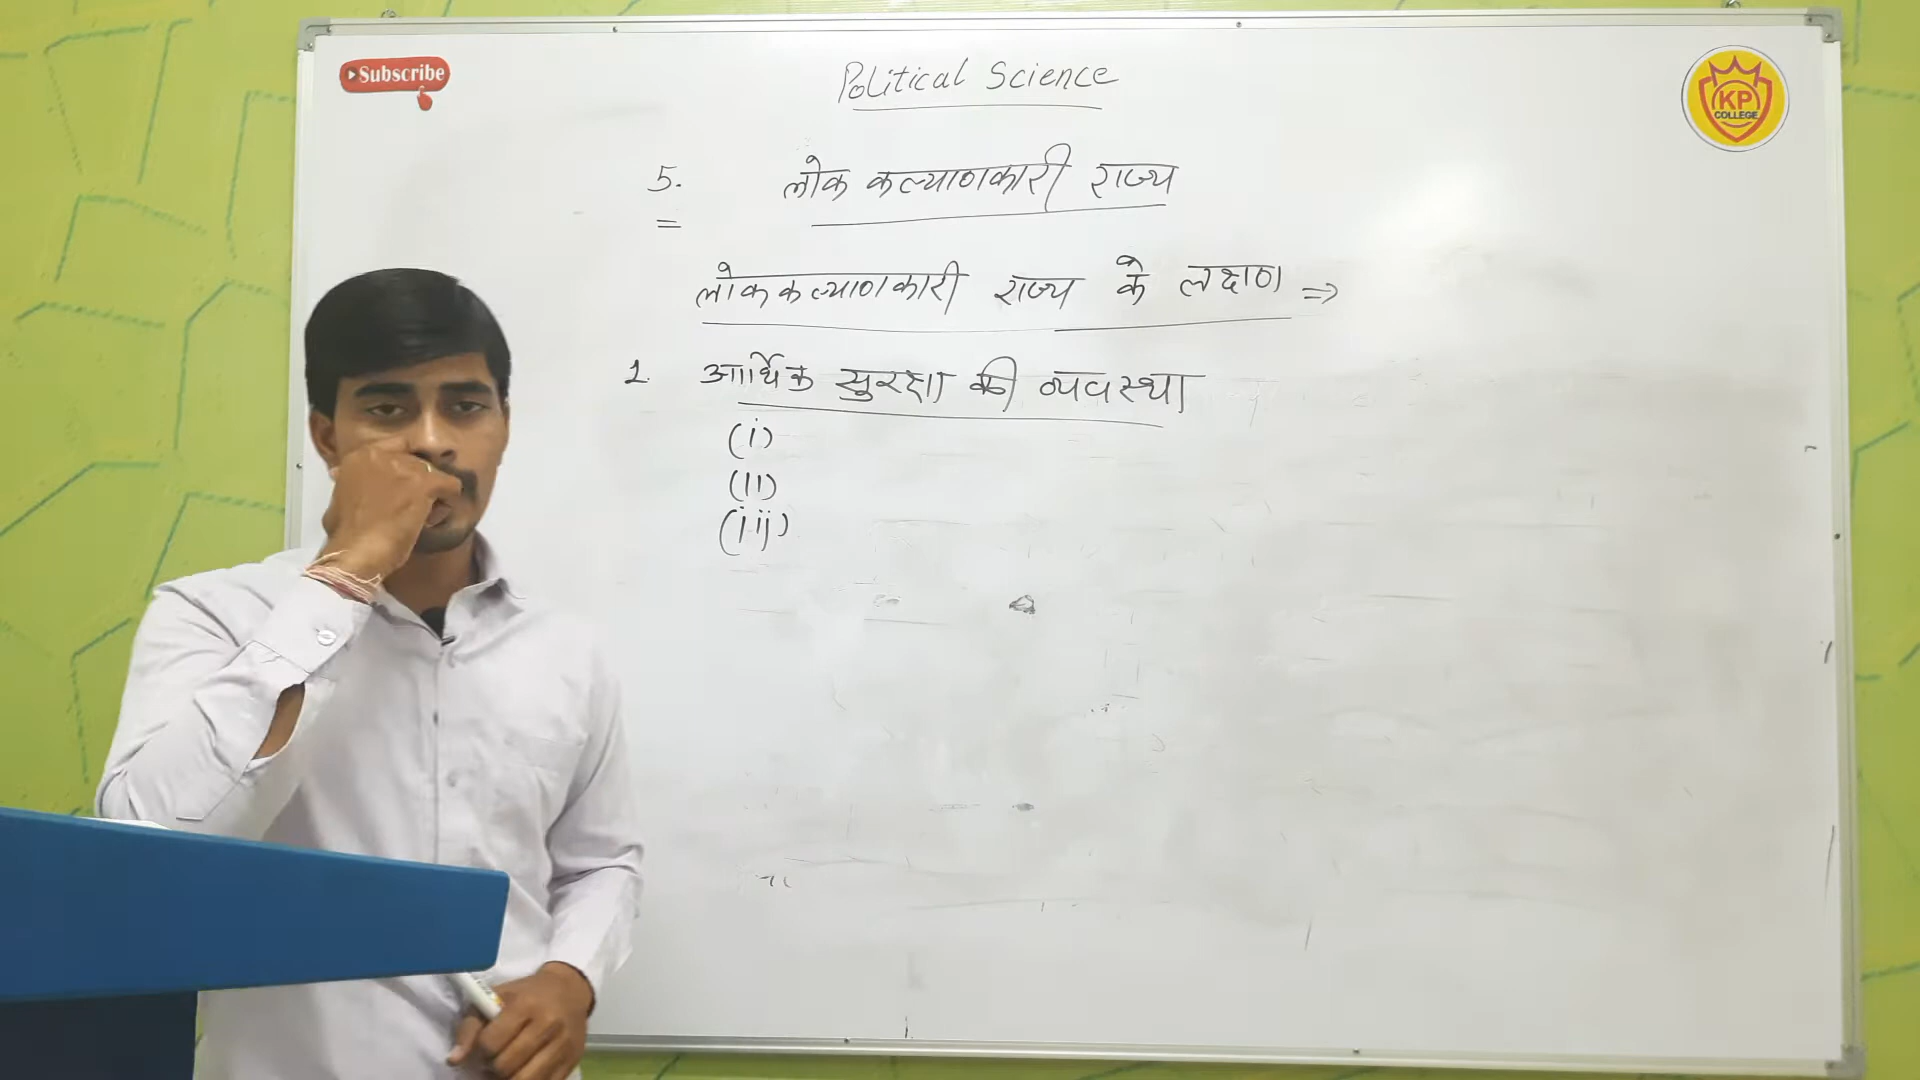 Subscribe
Political Science
KP
COLLEGE
5. लोक कल्याणकारी राज्य
लोककल्याणकारी राज्य के लक्षण ⇒
1. आर्थिक सुरक्षा की व्यवस्था
(i)
(ii)
(iii)